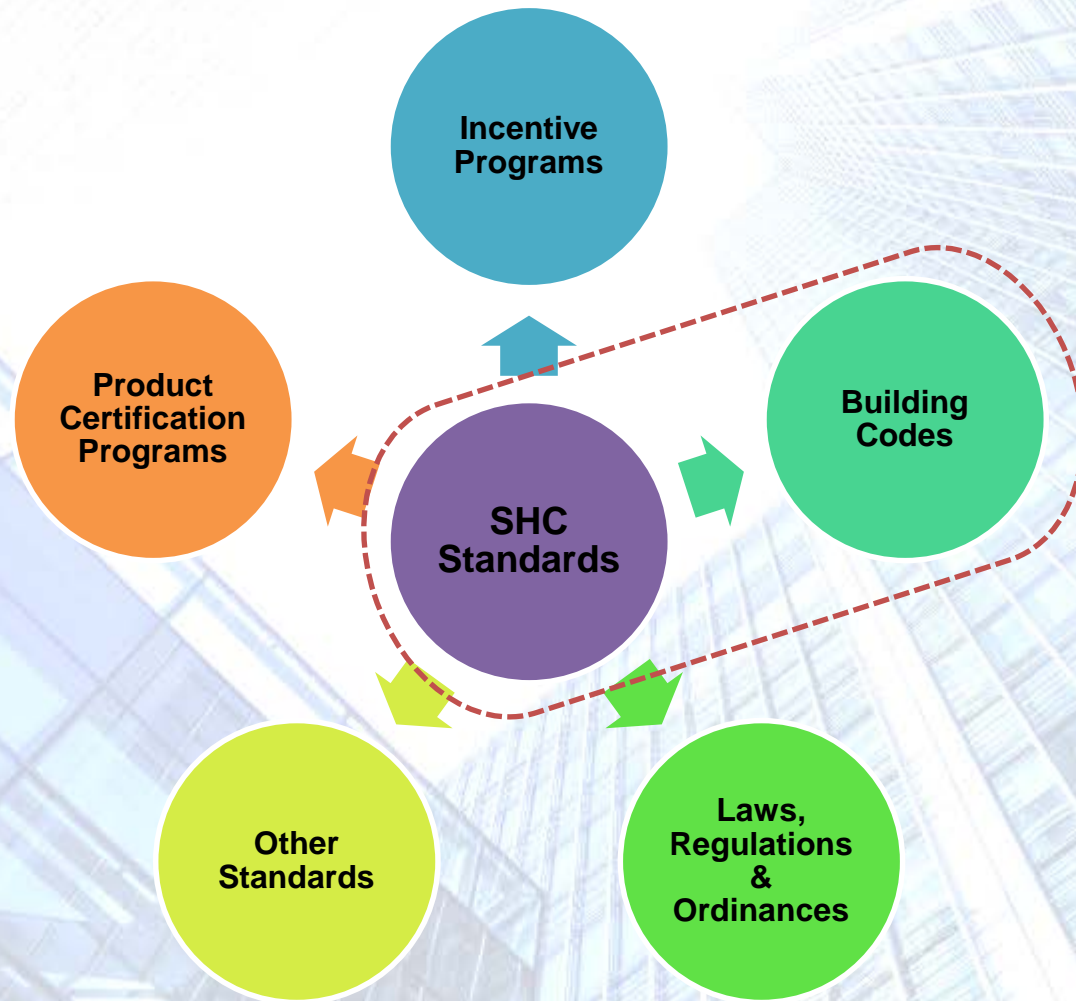 Incentive
Programs
Product
Certification
Programs
Building
Codes
SHC
Standards
Other
Standards
Laws,
Regulations
&
Ordinances